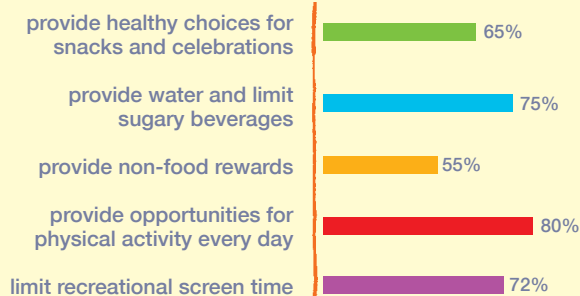 provide healthy choices for
snacks and celebrations
65%
provide water and limit
sugary beverages
75%
provide non-food rewards
55%
provide opportunities for
physical activity every day
80%
limit recreational screen time
72%